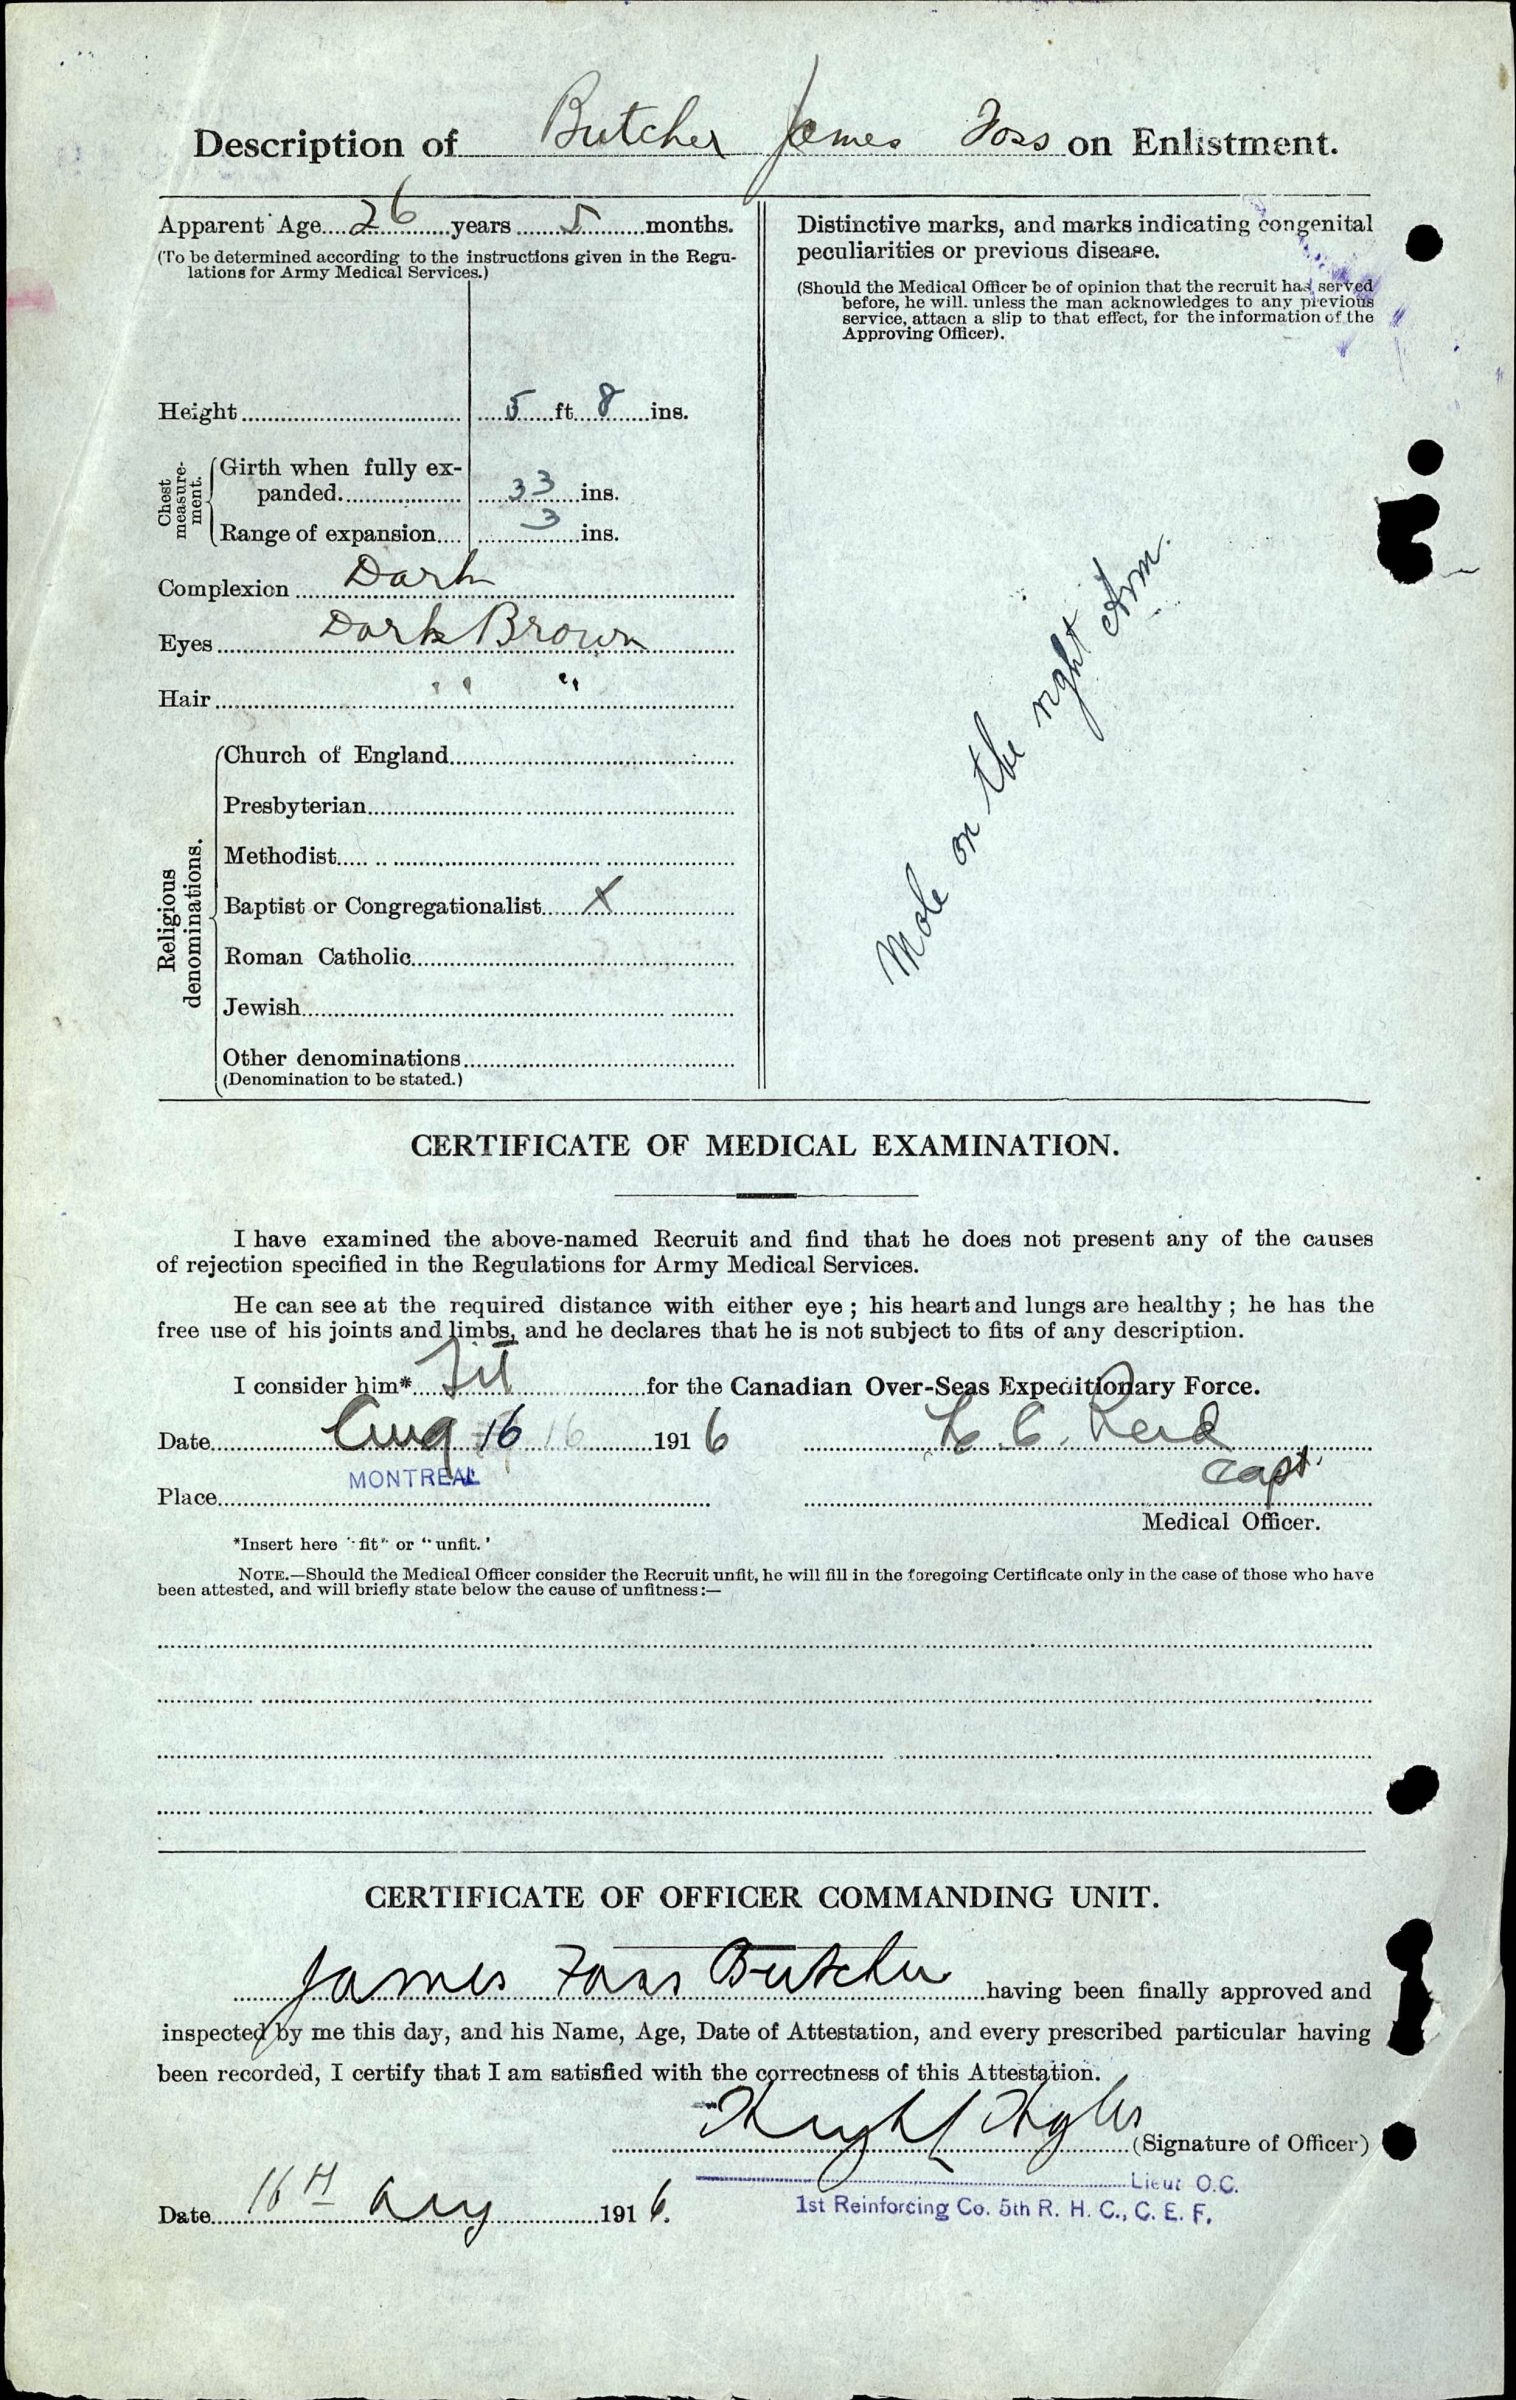 Description of Butcher James Foss on Enlistment.
Apparent Age 26 years 5 months.
(To be determined according to the instructions given in the Regu-
lations for Army Medical Services.)
Height 5 ft 8 ins.
Chest measure-ment.
Girth when fully ex-
panded 33 ins.
Range of expansion 3 ins.
Complexion Dark
Eyes Dark Brown
Hair " "
Religious denominations.
Church of England
Presbyterian
Methodist
Baptist or Congregationalist X
Roman Catholic
Jewish
Other denominations
(Denomination to be stated.)
Distinctive marks, and marks indicating congenital
peculiarities or previous disease.
(Should the Medical Officer be of opinion that the recruit has served
before, he will. unless the man acknowledges to any previous
service, attach a slip to that effect, for the information of the
Approving Officer).
Mole on the right Arm.
CERTIFICATE OF MEDICAL EXAMINATION.
I have examined the above-named Recruit and find that he does not present any of the causes
of rejection specified in the Regulations for Army Medical Services.
He can see at the required distance with either eye ; his heart and lungs are healthy ; he has the
free use of his joints and limbs, and he declares that he is not subject to fits of any description.
I consider him* Fit for the Canadian Over-Seas Expeditionary Force.
Date Aug 16 16 1916 C. Reid
MONTREAL Capt.
Place
Medical Officer.
*Insert here "fit" or "unfit.'
NOTE.—Should the Medical Officer consider the Recruit unfit, he will fill in the foregoing Certificate only in the case of those who have
been attested, and will briefly state below the cause of unfitness:—
CERTIFICATE OF OFFICER COMMANDING UNIT.
James Foss Butcher having been finally approved and
inspected by me this day, and his Name, Age, Date of Attestation, and every prescribed particular having
been recorded, I certify that I am satisfied with the correctness of this Attestation.
(Signature of Officer)
Lieut O.C.
Date 16th Aug 1916.
1st Reinforcing Co. 5th R. H. C., C. E. F.